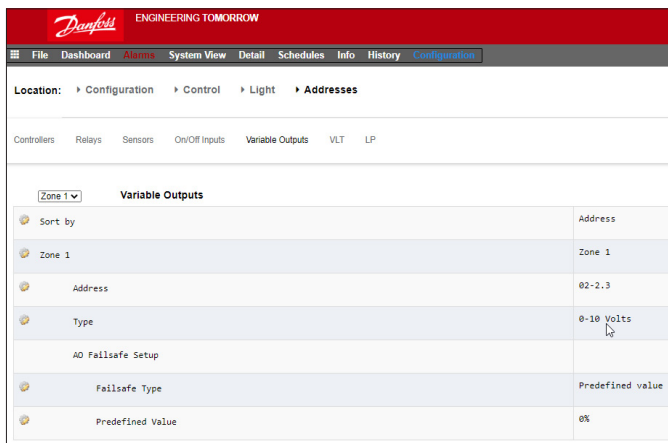 Danfoss ENGINEERING TOMORROW
File Dashboard Alarms System View Detail Schedules Info History Configuration
Location: Configuration Control Light Addresses
Controllers Relays Sensors On/Off Inputs Variable Outputs VLT LP
Zone 1 Variable Outputs
Sort by Address
Zone 1 Zone 1
Address 02-2.3
Type 0-10 Volts
AO Failsafe Setup
Failsafe Type Predefined value
Predefined Value 0%